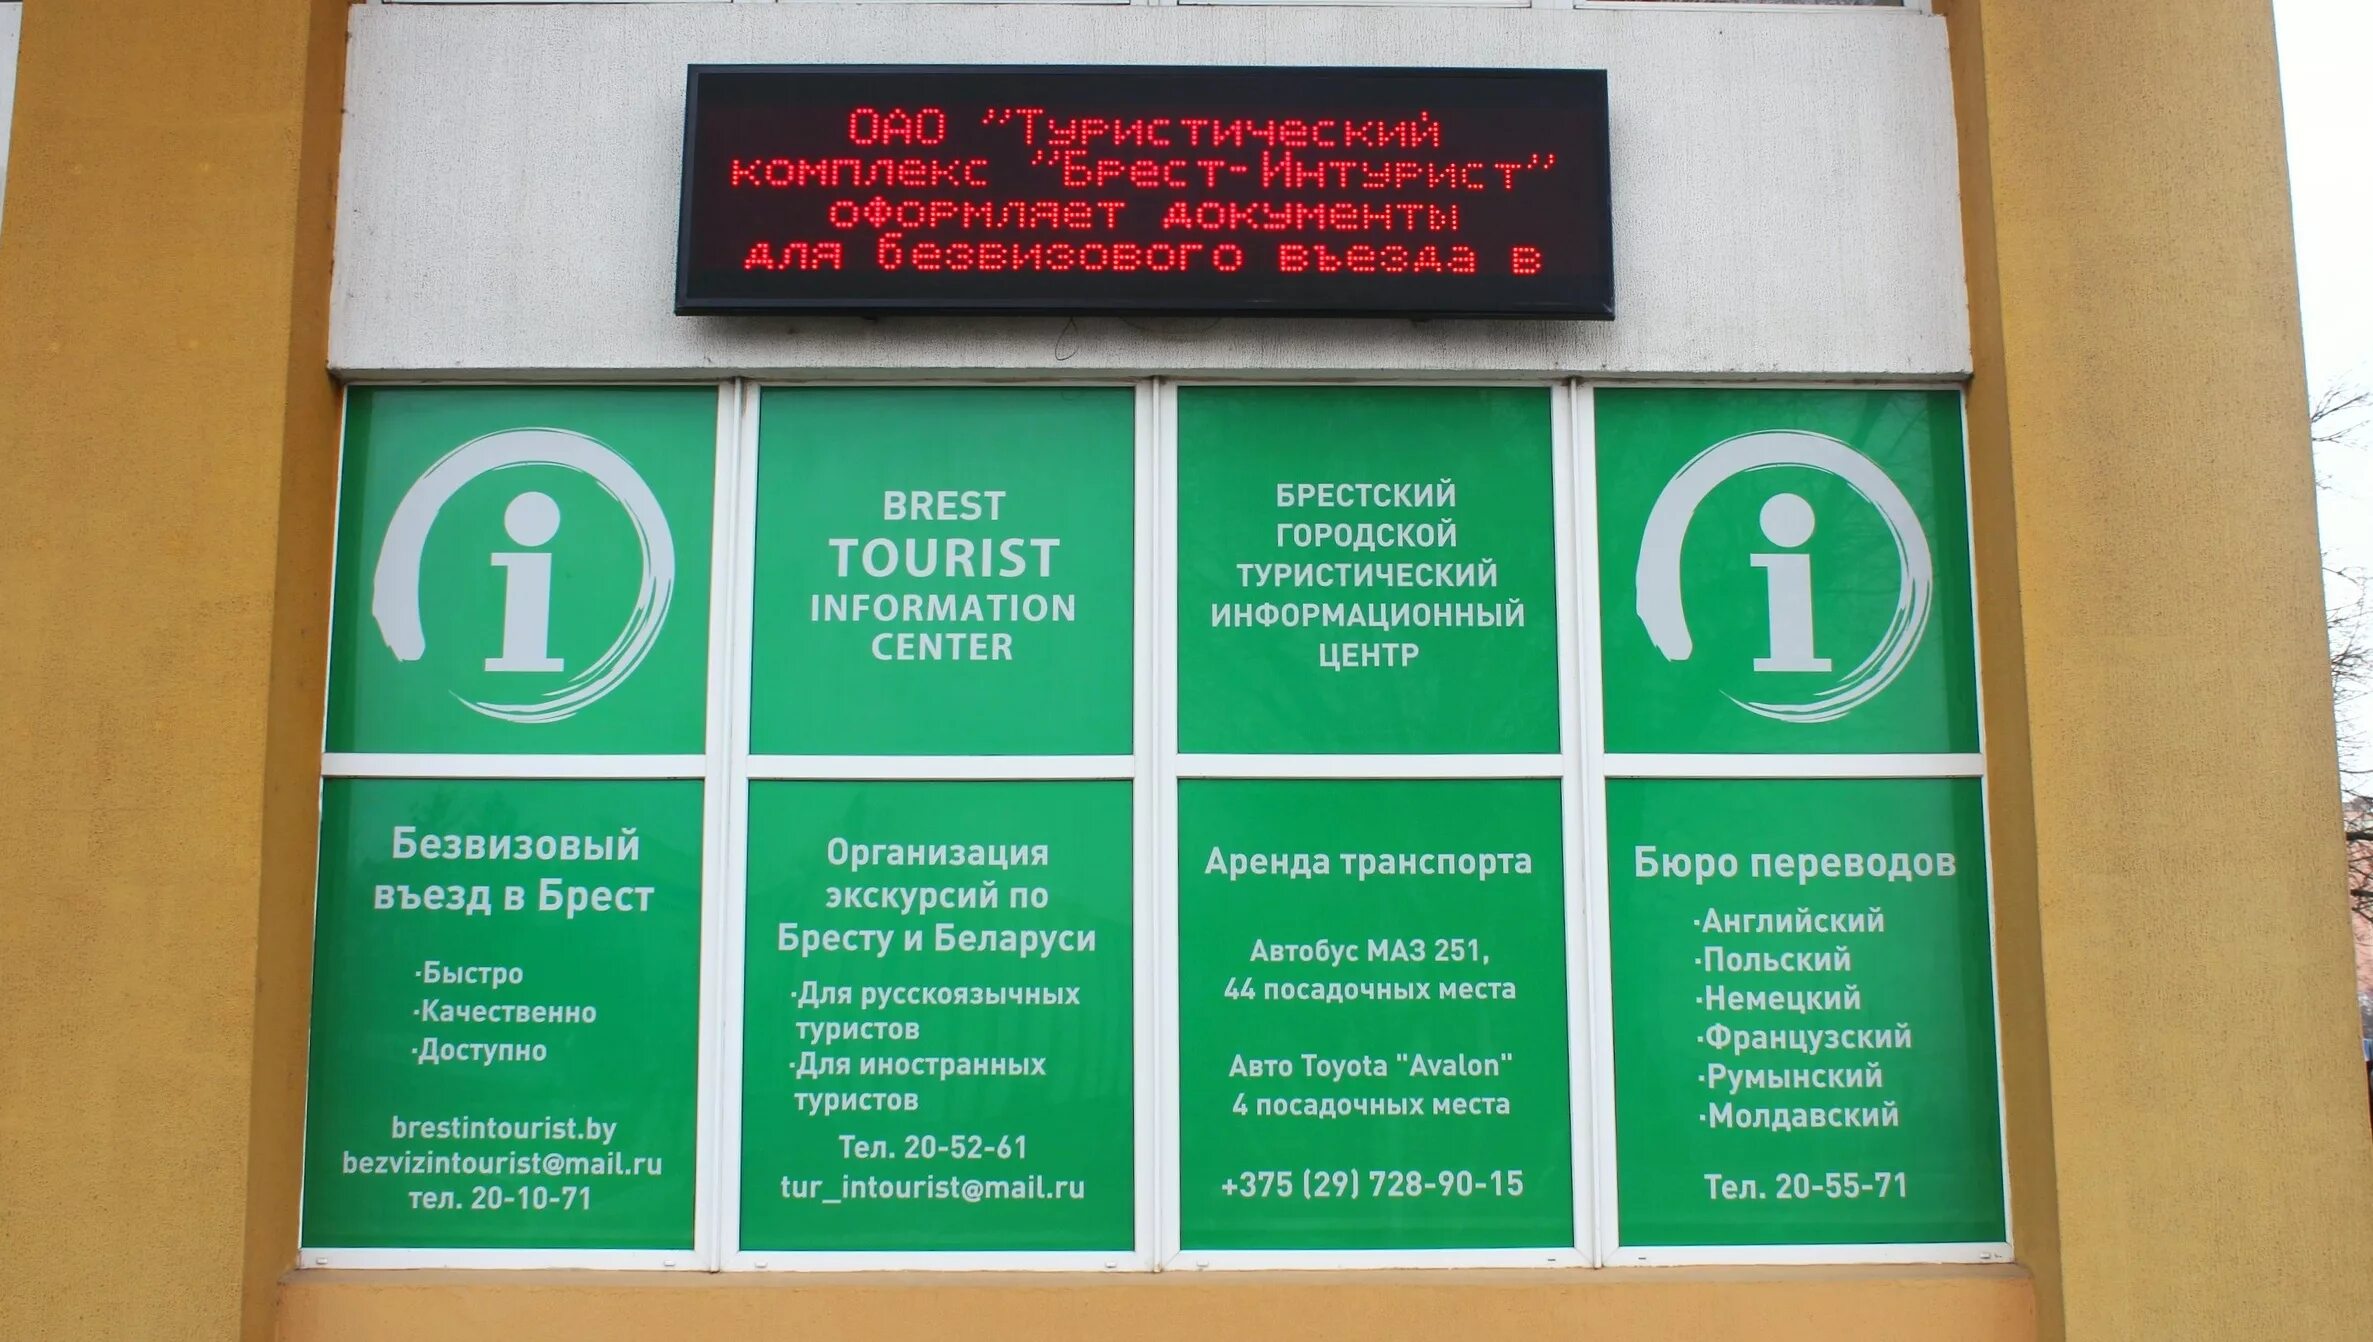 ОАО "Туристический
комплекс "Брест-Интурист"
оформляет документы
для безвизового въезда в
BREST
TOURIST
INFORMATION
CENTER
БРЕСТСКИЙ
ГОРОДСКОЙ
ТУРИСТИЧЕСКИЙ
ИНФОРМАЦИОННЫЙ
ЦЕНТР
Безвизовый
въезд в Брест
·Быстро
·Качественно
·Доступно
brestintourist.by
bezvizintourist@mail.ru
тел. 20-10-71
Организация
экскурсий по
Бресту и Беларуси
·Для русскоязычных
туристов
·Для иностранных
туристов
Тел. 20-52-61
tur_intourist@mail.ru
Аренда транспорта
Автобус МАЗ 251,
44 посадочных места
Авто Toyota "Avalon"
4 посадочных места
+375 (29) 728-90-15
Бюро переводов
·Английский
·Польский
·Немецкий
·Французский
·Румынский
·Молдавский
Тел. 20-55-71